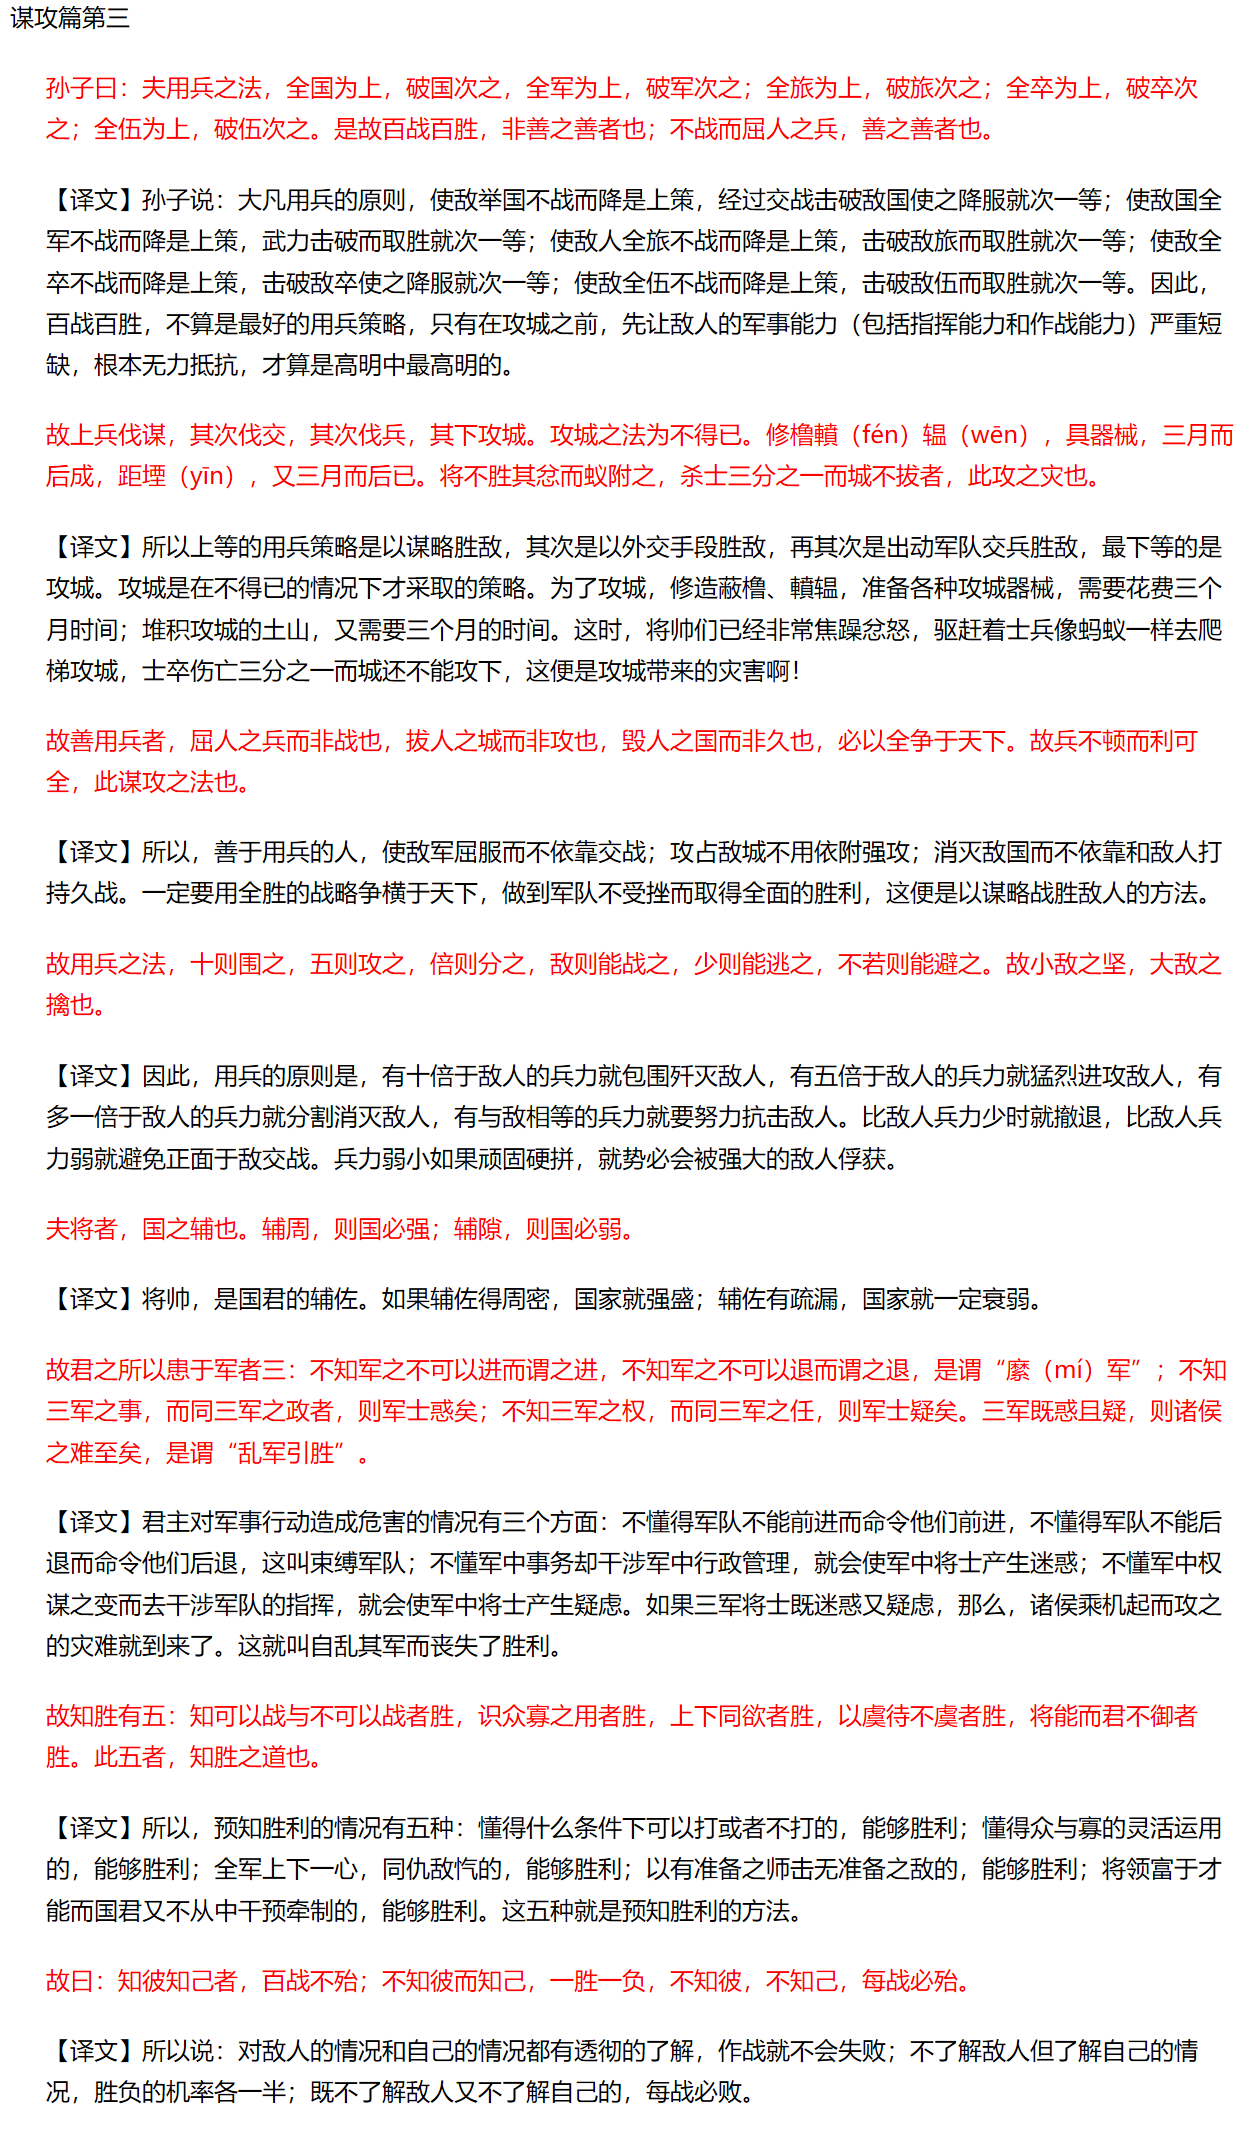 谋攻篇第三
孙子曰：夫用兵之法，全国为上，破国次之，全军为上，破军次之；全旅为上，破旅次之；全卒为上，破卒次
之；全伍为上，破伍次之。是故百战百胜，非善之善者也；不战而屈人之兵，善之善者也。
【译文】孙子说：大凡用兵的原则，使敌举国不战而降是上策，经过交战击破敌国使之降服就次一等；使敌国全
军不战而降是上策，武力击破而取胜就次一等；使敌人全旅不战而降是上策，击破敌旅而取胜就次一等；使敌全
卒不战而降是上策，击破敌卒使之降服就次一等；使敌全伍不战而降是上策，击破敌伍而取胜就次一等。因此，
百战百胜，不算是最好的用兵策略，只有在攻城之前，先让敌人的军事能力（包括指挥能力和作战能力）严重短
缺，根本无力抵抗，才算是高明中最高明的。
故上兵伐谋，其次伐交，其次伐兵，其下攻城。攻城之法为不得已。修橹轒（fén）辒（wēn），具器械，三月而
后成，距堙（yīn），又三月而后已。将不胜其忿而蚁附之，杀士三分之一而城不拔者，此攻之灾也。
【译文】所以上等的用兵策略是以谋略胜敌，其次是以外交手段胜敌，再其次是出动军队交兵胜敌，最下等的是
攻城。攻城是在不得已的情况下才采取的策略。为了攻城，修造蔽橹、轒辒，准备各种攻城器械，需要花费三个
月时间；堆积攻城的土山，又需要三个月的时间。这时，将帅们已经非常焦躁忿怒，驱赶着士兵像蚂蚁一样去爬
梯攻城，士卒伤亡三分之一而城还不能攻下，这便是攻城带来的灾害啊！
故善用兵者，屈人之兵而非战也，拔人之城而非攻也，毁人之国而非久也，必以全争于天下。故兵不顿而利可
全，此谋攻之法也。
【译文】所以，善于用兵的人，使敌军屈服而不依靠交战；攻占敌城不用依附强攻；消灭敌国而不依靠和敌人打
持久战。一定要用全胜的战略争横于天下，做到军队不受挫而取得全面的胜利，这便是以谋略战胜敌人的方法。
故用兵之法，十则围之，五则攻之，倍则分之，敌则能战之，少则能逃之，不若则能避之。故小敌之坚，大敌之
擒也。
【译文】因此，用兵的原则是，有十倍于敌人的兵力就包围歼灭敌人，有五倍于敌人的兵力就猛烈进攻敌人，有
多一倍于敌人的兵力就分割消灭敌人，有与敌相等的兵力就要努力抗击敌人。比敌人兵力少时就撤退，比敌人兵
力弱就避免正面于敌交战。兵力弱小如果顽固硬拼，就势必会被强大的敌人俘获。
夫将者，国之辅也。辅周，则国必强；辅隙，则国必弱。
【译文】将帅，是国君的辅佐。如果辅佐得周密，国家就强盛；辅佐有疏漏，国家就一定衰弱。
故君之所以患于军者三：不知军之不可以进而谓之进，不知军之不可以退而谓之退，是谓“縻（mí）军”；不知
三军之事，而同三军之政者，则军士惑矣；不知三军之权，而同三军之任，则军士疑矣。三军既惑且疑，则诸侯
之难至矣，是谓“乱军引胜”。
【译文】君主对军事行动造成危害的情况有三个方面：不懂得军队不能前进而命令他们前进，不懂得军队不能后
退而命令他们后退，这叫束缚军队；不懂军中事务却干涉军中行政管理，就会使军中将士产生迷惑；不懂军中权
谋之变而去干涉军队的指挥，就会使军中将士产生疑虑。如果三军将士既迷惑又疑虑，那么，诸侯乘机起而攻之
的灾难就到来了。这就叫自乱其军而丧失了胜利。
故知胜有五：知可以战与不可以战者胜，识众寡之用者胜，上下同欲者胜，以虞待不虞者胜，将能而君不御者
胜。此五者，知胜之道也。
【译文】所以，预知胜利的情况有五种：懂得什么条件下可以打或者不打的，能够胜利；懂得众与寡的灵活运用
的，能够胜利；全军上下一心，同仇敌忾的，能够胜利；以有准备之师击无准备之敌的，能够胜利；将领富于才
能而国君又不从中干预牵制的，能够胜利。这五种就是预知胜利的方法。
故曰：知彼知己者，百战不殆；不知彼而知己，一胜一负，不知彼，不知己，每战必殆。
【译文】所以说：对敌人的情况和自己的情况都有透彻的了解，作战就不会失败；不了解敌人但了解自己的情
况，胜负的机率各一半；既不了解敌人又不了解自己的，每战必败。